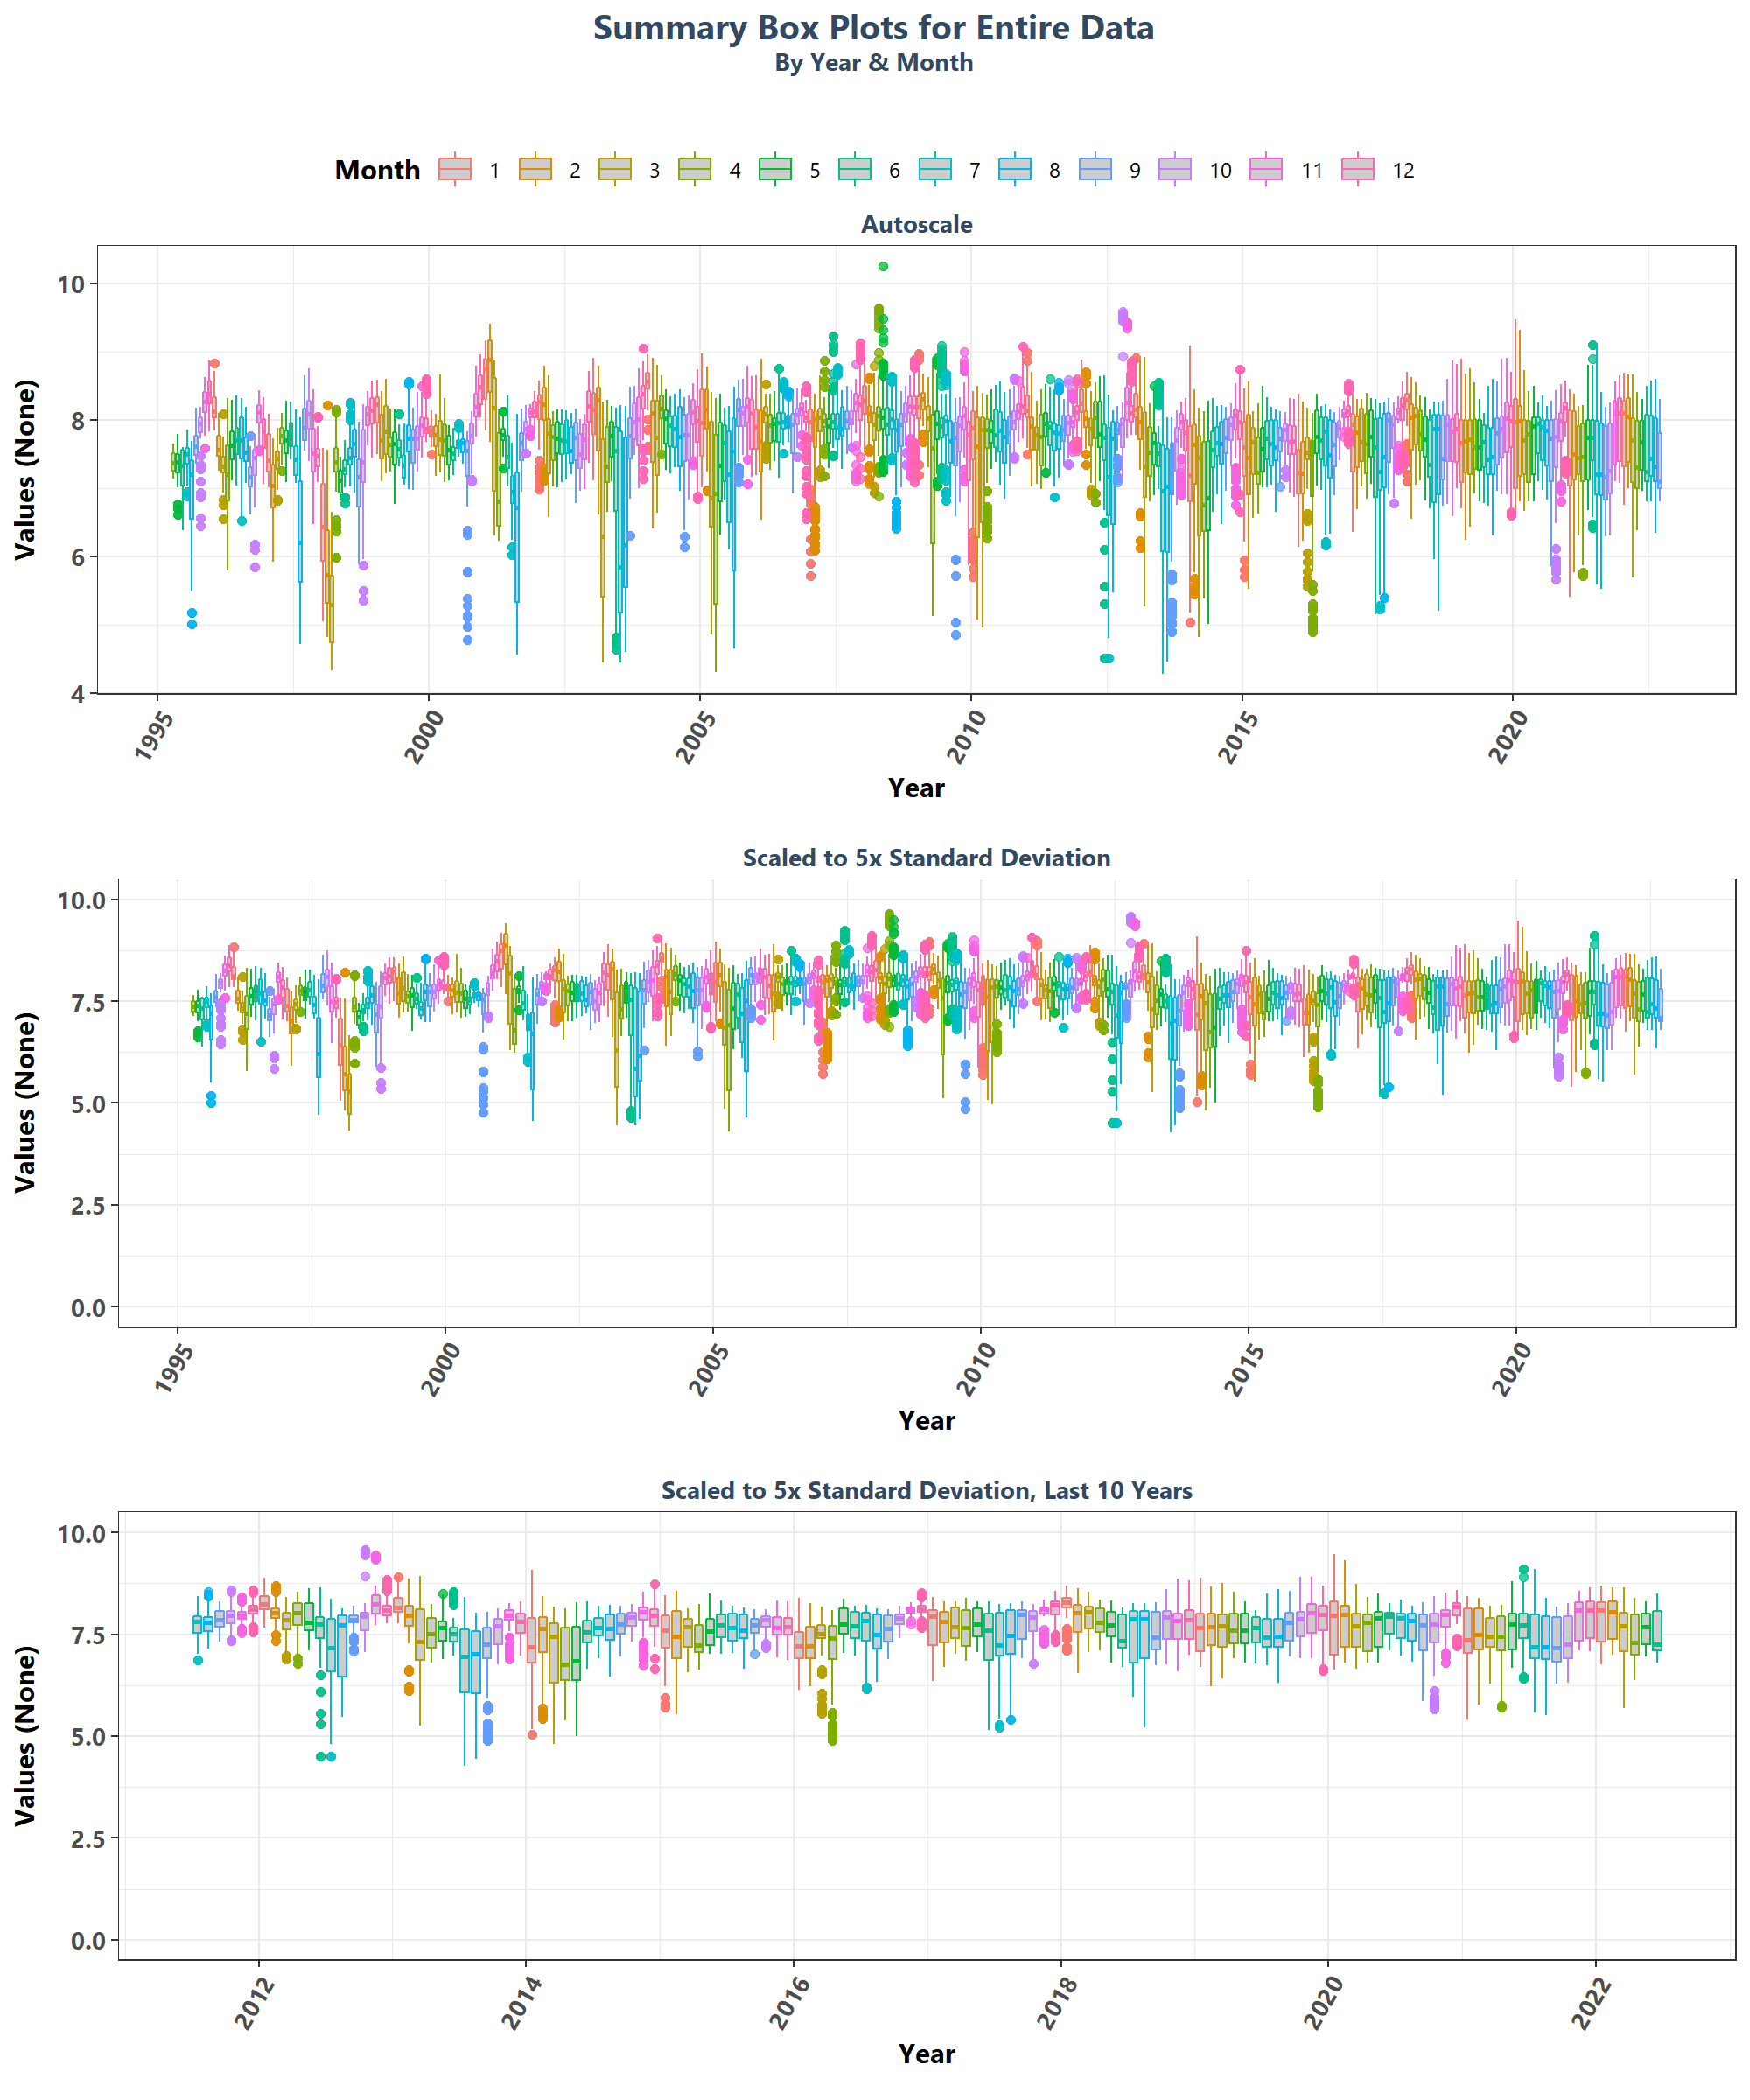 Summary Box Plots for Entire Data
By Year & Month
Month 1 2 3 4 5 6 7 8 9 10 11 12
Autoscale
Values (None)
10
8
6
4
1995 2000 2005 2010 2015 2020
Year
Scaled to 5x Standard Deviation
Values (None)
10.0
7.5
5.0
2.5
0.0
1995 2000 2005 2010 2015 2020
Year
Scaled to 5x Standard Deviation, Last 10 Years
Values (None)
10.0
7.5
5.0
2.5
0.0
2012 2014 2016 2018 2020 2022
Year